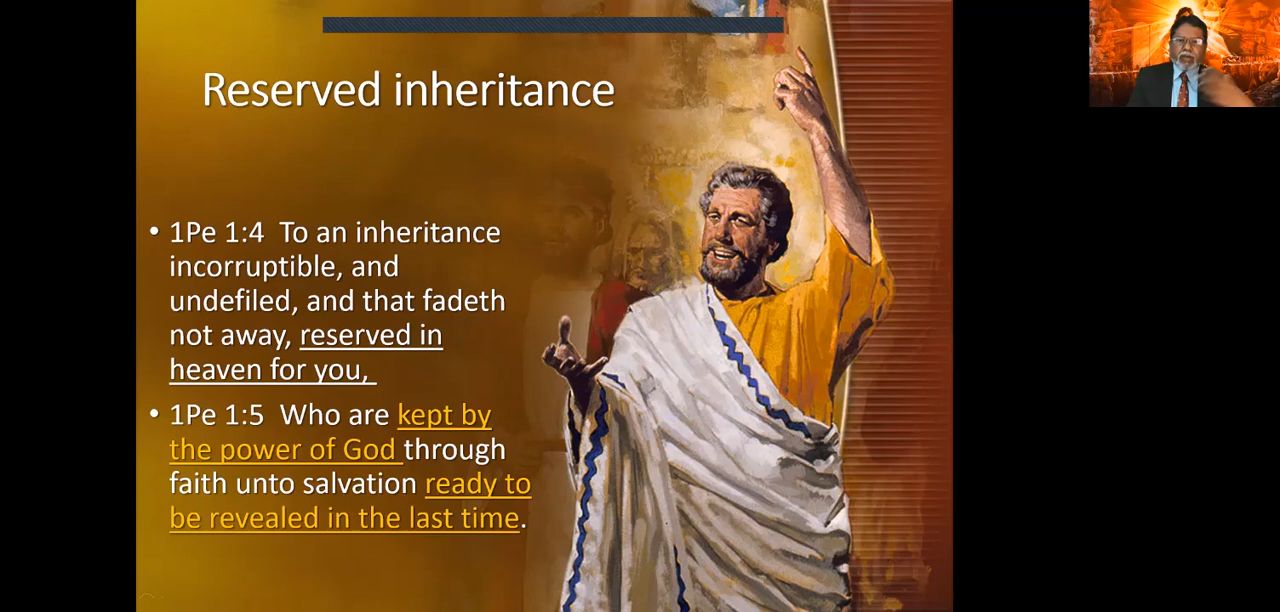 Reserved inheritance
• 1Pe 1:4  To an inheritance
incorruptible, and
undefiled, and that fadeth
not away, reserved in
heaven for you,
• 1Pe 1:5  Who are kept by
the power of God through
faith unto salvation ready to
be revealed in the last time.